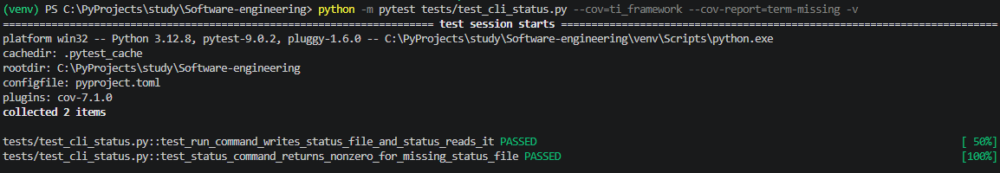 (venv) PS C:\PyProjects\study\Software-engineering> python -m pytest tests/test_cli_status.py --cov=ti_framework --cov-report=term-missing -v
================================================================= test session starts =================================================================
platform win32 -- Python 3.12.8, pytest-9.0.2, pluggy-1.6.0 -- C:\PyProjects\study\Software-engineering\venv\Scripts\python.exe
cachedir: .pytest_cache
rootdir: C:\PyProjects\study\Software-engineering
configfile: pyproject.toml
plugins: cov-7.1.0
collected 2 items
tests/test_cli_status.py::test_run_command_writes_status_file_and_status_reads_it PASSED [ 50%]
tests/test_cli_status.py::test_status_command_returns_nonzero_for_missing_status_file PASSED [100%]